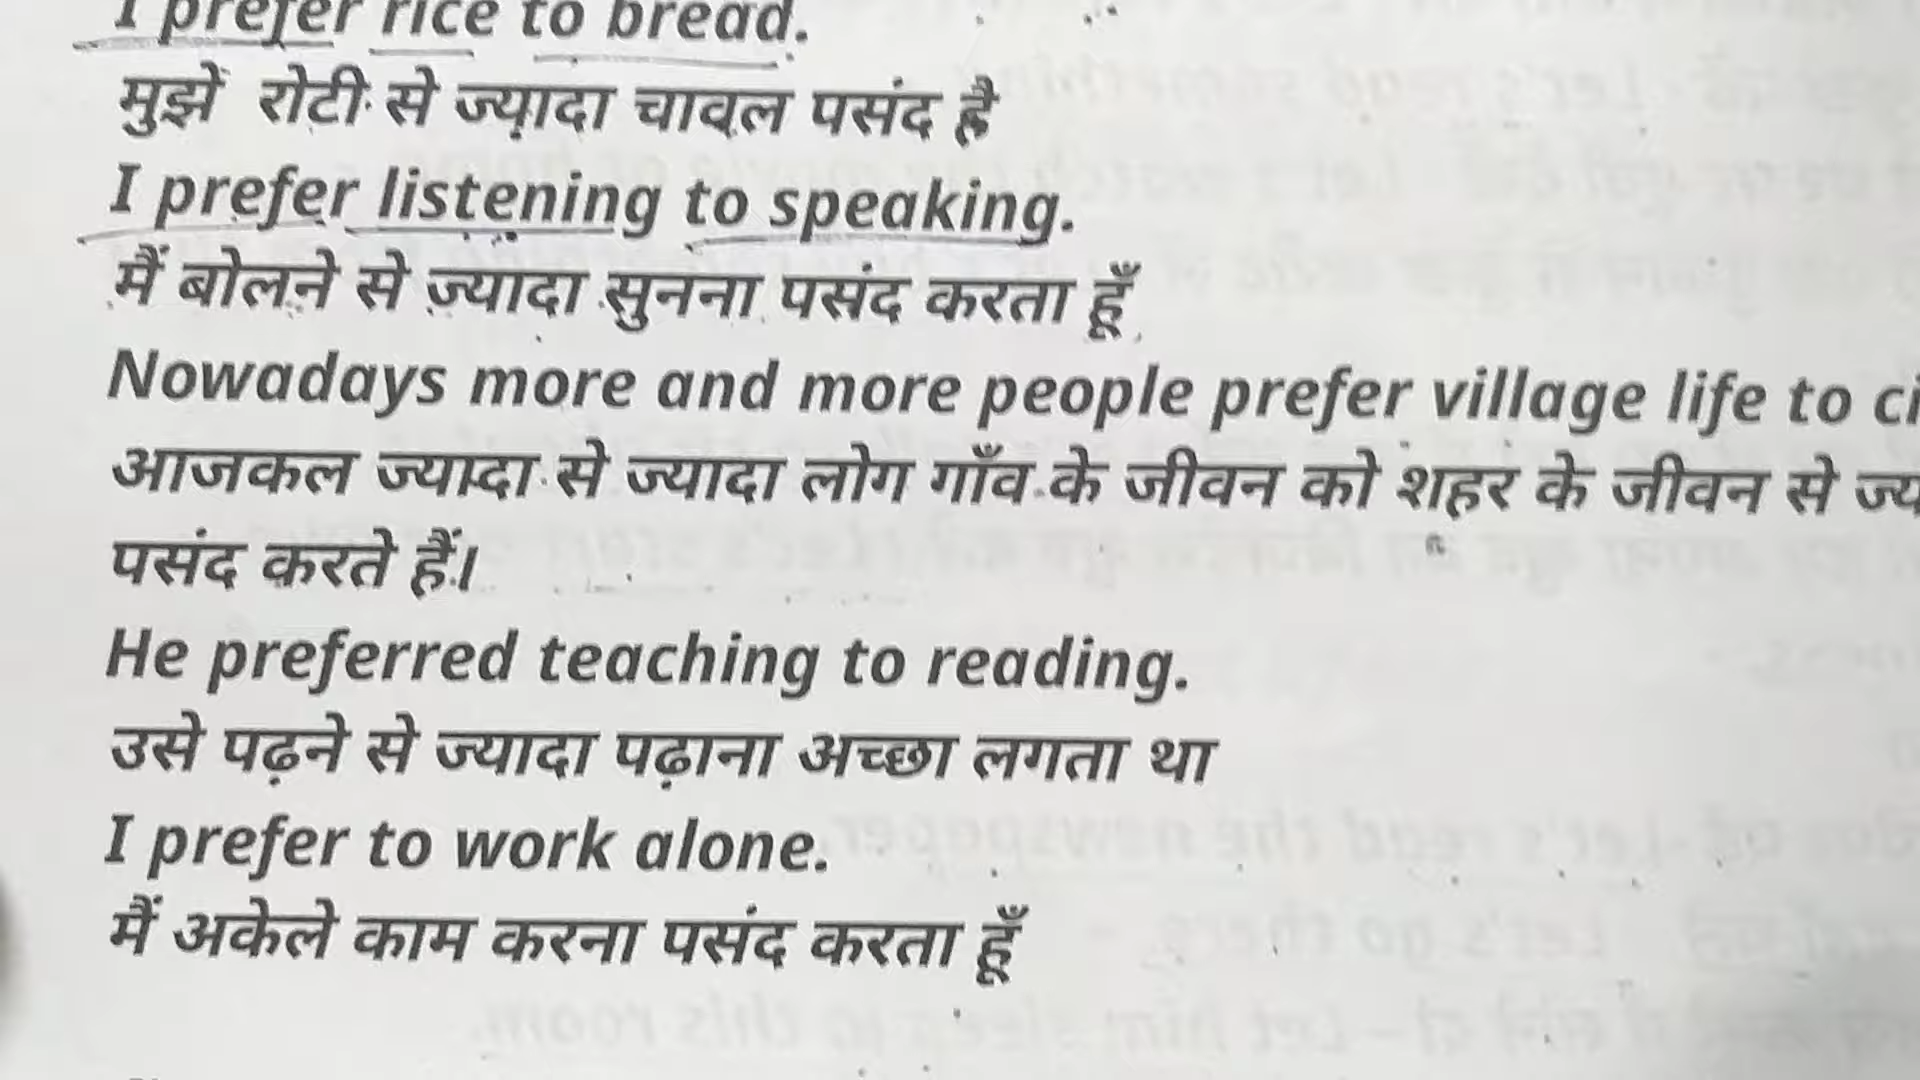 I prefer rice to bread.
मुझे रोटी से ज्यादा चावल पसंद है
I prefer listening to speaking.
मैं बोलने से ज्यादा सुनना पसंद करता हूँ
Nowadays more and more people prefer village life to
आजकल ज्यादा से ज्यादा लोग गाँव के जीवन को शहर के जीवन से
पसंद करते हैं।
He preferred teaching to reading.
उसे पढ़ने से ज्यादा पढ़ाना अच्छा लगता था
I prefer to work alone.
मैं अकेले काम करना पसंद करता हूँ